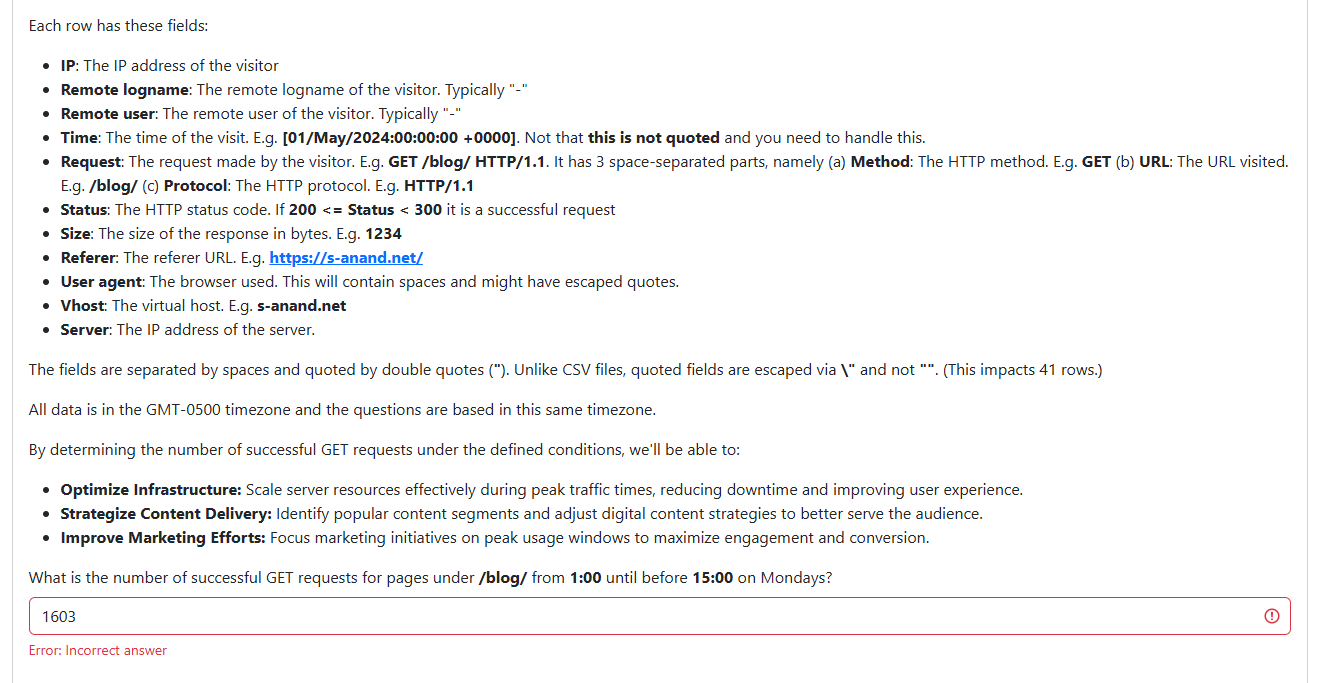 Each row has these fields:
• IP: The IP address of the visitor
• Remote logname: The remote logname of the visitor. Typically "-"
• Remote user: The remote user of the visitor. Typically "-"
• Time: The time of the visit. E.g. [01/May/2024:00:00:00 +0000]. Not that this is not quoted and you need to handle this.
• Request: The request made by the visitor. E.g. GET /blog/ HTTP/1.1. It has 3 space-separated parts, namely (a) Method: The HTTP method. E.g. GET (b) URL: The URL visited.
E.g. /blog/ (c) Protocol: The HTTP protocol. E.g. HTTP/1.1
• Status: The HTTP status code. If 200 <= Status < 300 it is a successful request
• Size: The size of the response in bytes. E.g. 1234
• Referer: The referer URL. E.g. https://s-anand.net/
• User agent: The browser used. This will contain spaces and might have escaped quotes.
• Vhost: The virtual host. E.g. s-anand.net
• Server: The IP address of the server.
The fields are separated by spaces and quoted by double quotes ("). Unlike CSV files, quoted fields are escaped via \" and not "". (This impacts 41 rows.)
All data is in the GMT-0500 timezone and the questions are based in this same timezone.
By determining the number of successful GET requests under the defined conditions, we'll be able to:
• Optimize Infrastructure: Scale server resources effectively during peak traffic times, reducing downtime and improving user experience.
• Strategize Content Delivery: Identify popular content segments and adjust digital content strategies to better serve the audience.
• Improve Marketing Efforts: Focus marketing initiatives on peak usage windows to maximize engagement and conversion.
What is the number of successful GET requests for pages under /blog/ from 1:00 until before 15:00 on Mondays?
1603
Error: Incorrect answer